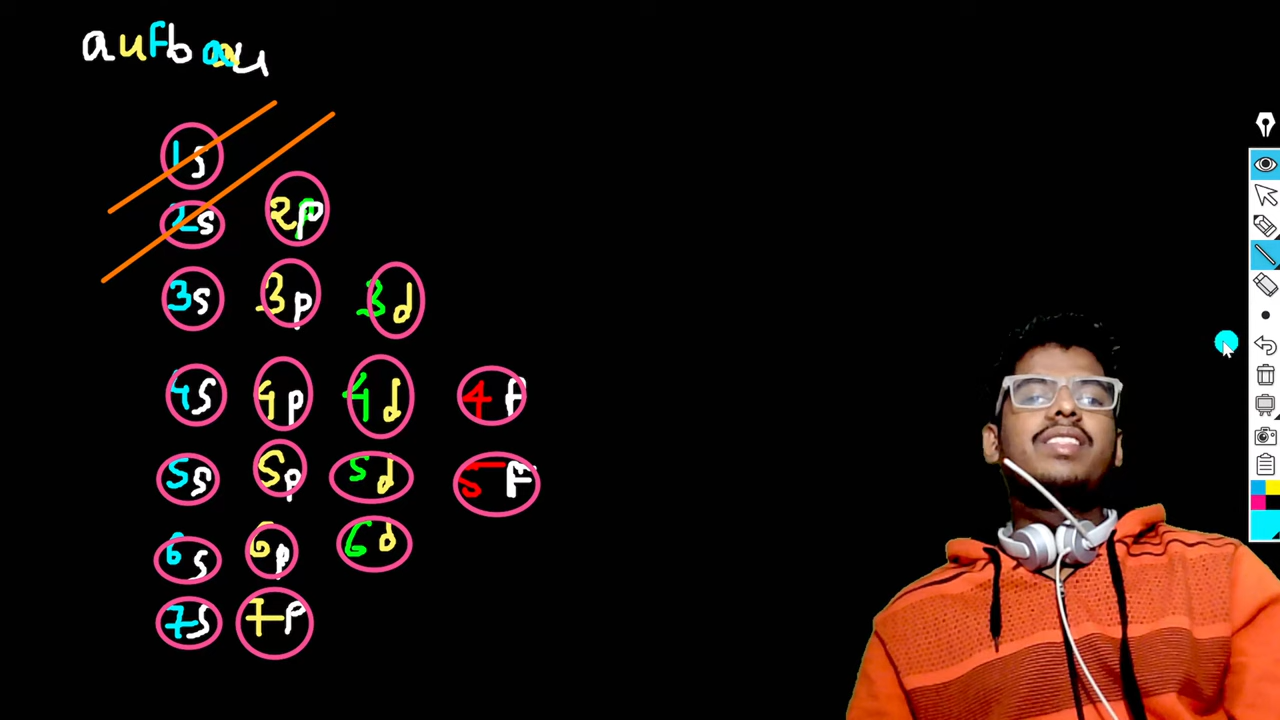 aufbau
1s
2s 2p
3s 3p 3d
4s 4p 4d 4f
5s 5p 5d 5f
6s 6p 6d
7s 7p